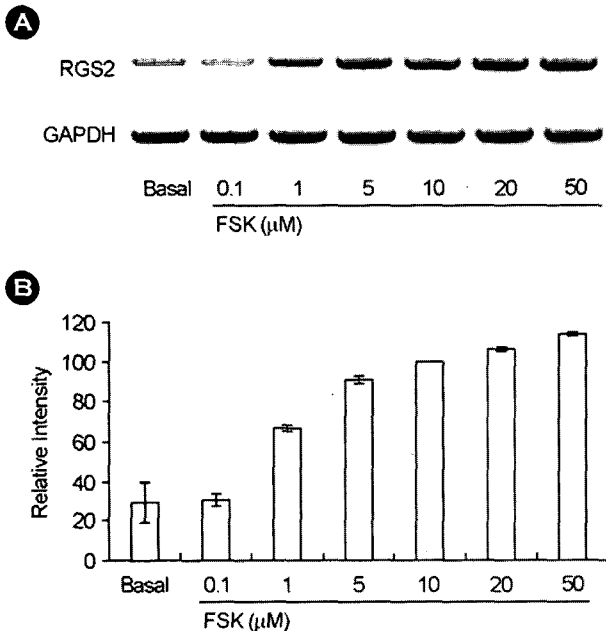 A
RGS2
GAPDH
Basal 0.1 1 5 10 20 50
FSK (μM)
B
Relative Intensity
120
100
80
60
40
20
0
Basal 0.1 1 5 10 20 50
FSK (μM)